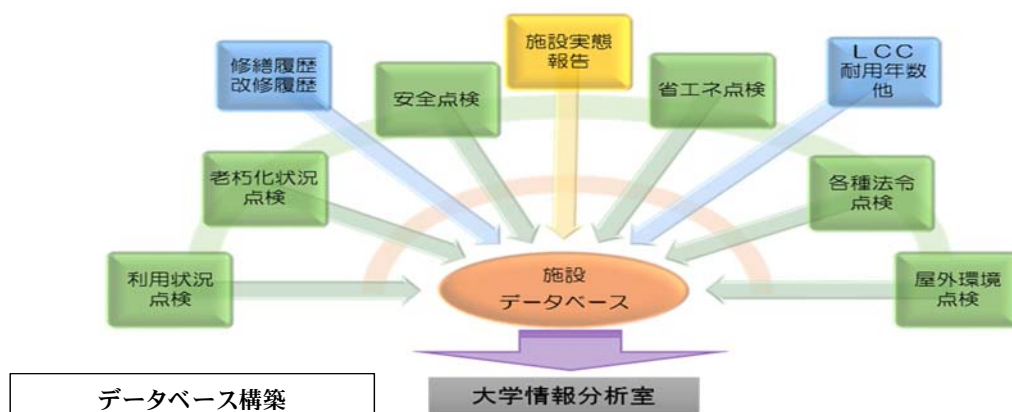 施設実態
報告
修繕履歴
改修履歴
ＬＣＣ
耐用年数
他
安全点検
省エネ点検
老朽化状況
点検
各種法令
点検
利用状況
点検
屋外環境
点検
施設
データベース
データベース構築
大学情報分析室